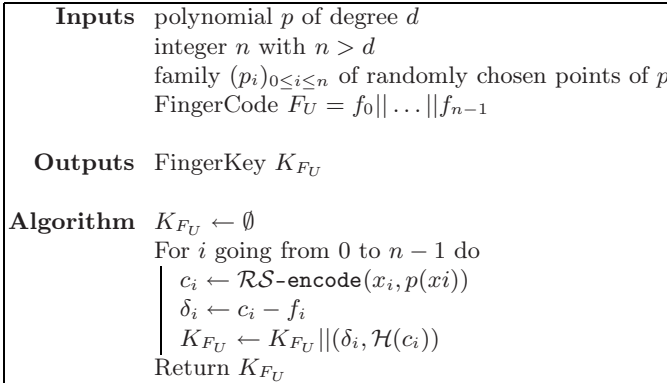 Inputs polynomial p of degree d
integer n with n > d
family (p_i)_{0≤i≤n} of randomly chosen points of p
FingerCode F_U = f_0||...||f_{n−1}
Outputs FingerKey K_{F_U}
Algorithm K_{F_U} ← ∅
For i going from 0 to n − 1 do
c_i ← RS-encode(x_i, p(xi))
δ_i ← c_i − f_i
K_{F_U} ← K_{F_U}||(δ_i, H(c_i))
Return K_{F_U}